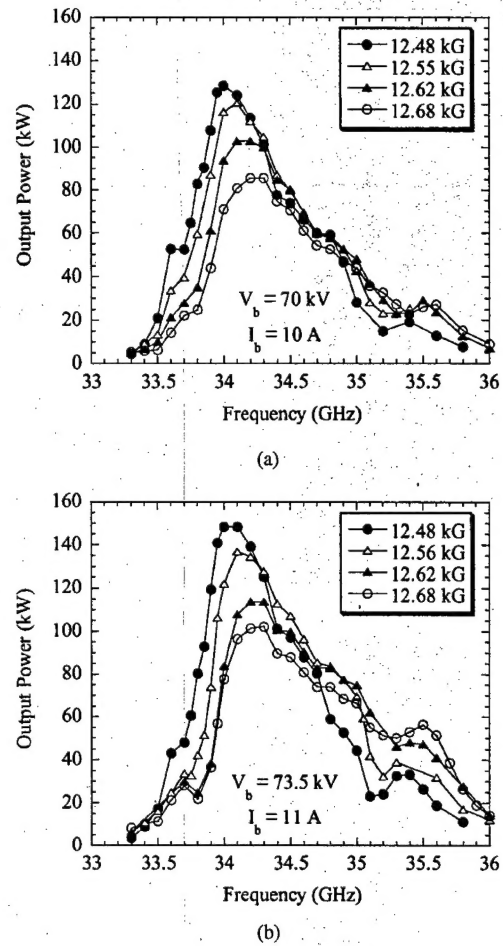 160
140
120
100
80
60
40
20
0
Output Power (kW)
12.48 kG
12.55 kG
12.62 kG
12.68 kG
V_b = 70 kV
I_b = 10 A
33 33.5 34 34.5 35 35.5 36
Frequency (GHz)
(a)
160
140
120
100
80
60
40
20
0
Output Power (kW)
12.48 kG
12.56 kG
12.62 kG
12.68 kG
V_b = 73.5 kV
I_b = 11 A
33 33.5 34 34.5 35 35.5 36
Frequency (GHz)
(b)